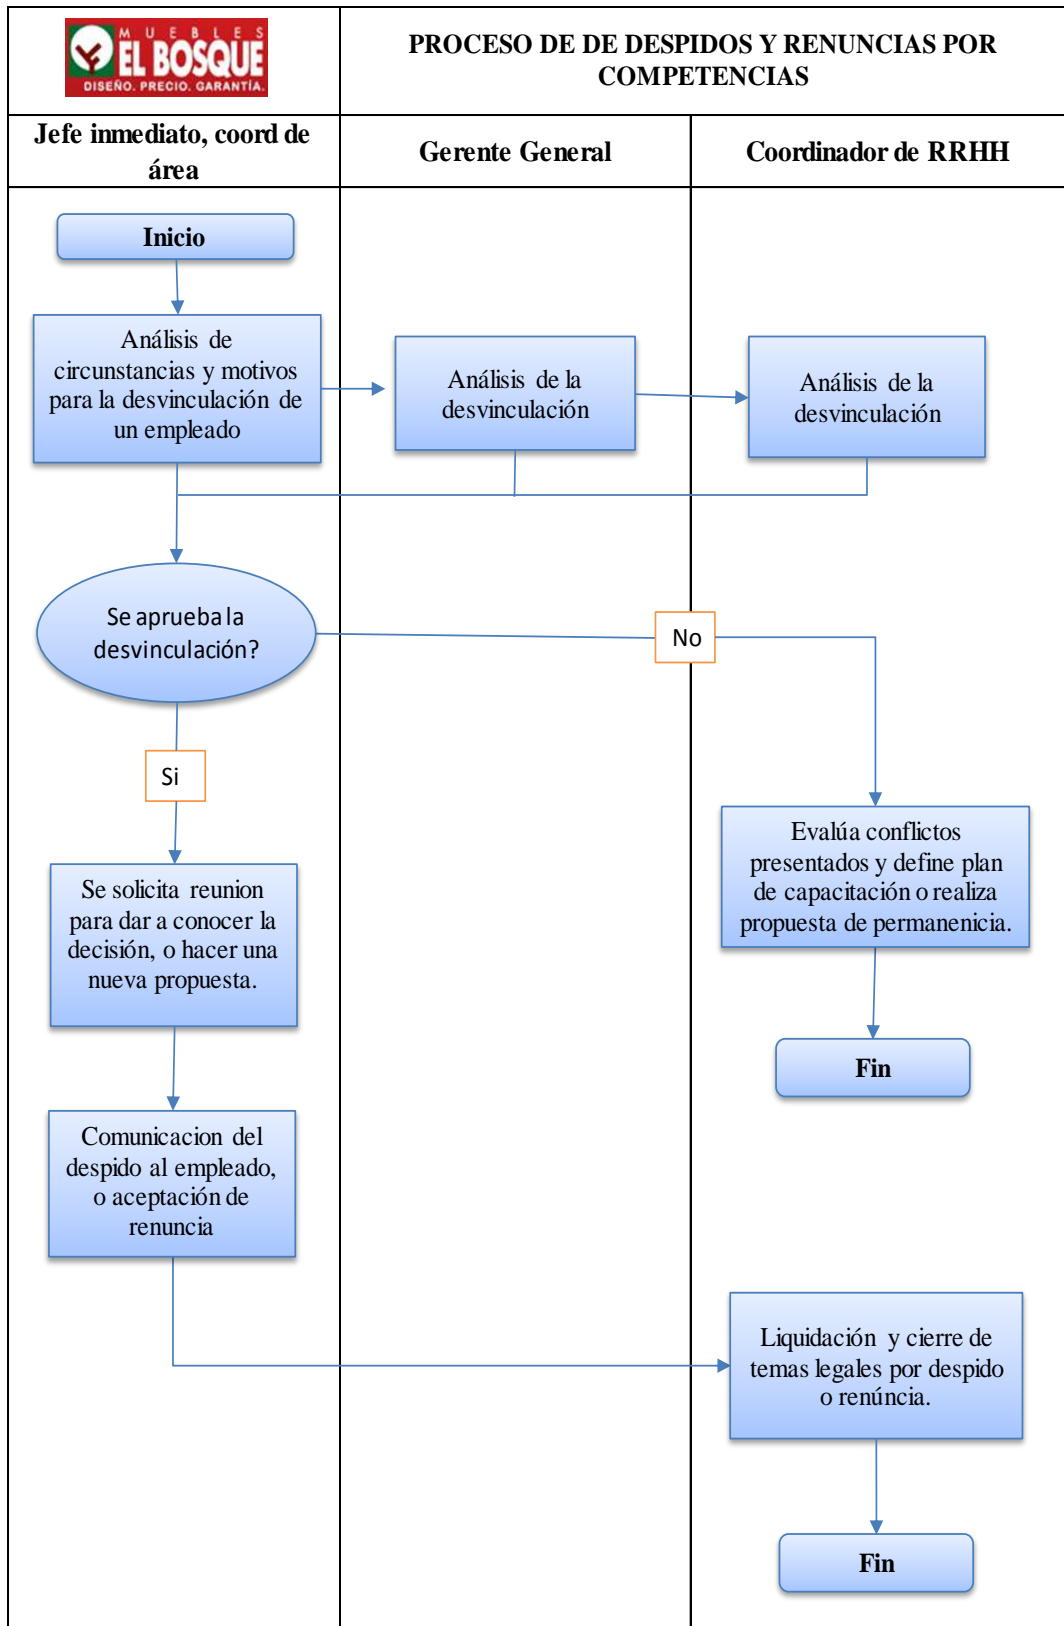 MUEBLES
EL BOSQUE
DISEÑO. PRECIO. GARANTÍA.
PROCESO DE DE DESPIDOS Y RENUNCIAS POR
COMPETENCIAS
Jefe inmediato, coord de
área
Gerente General
Coordinador de RRHH
Inicio
Análisis de
circunstancias y motivos
para la desvinculación de
un empleado
Análisis de la
desvinculación
Análisis de la
desvinculación
Se aprueba la
desvinculación?
No
Si
Evalúa conflictos
presentados y define plan
de capacitación o realiza
propuesta de permanenicia.
Se solicita reunion
para dar a conocer la
decisión, o hacer una
nueva propuesta.
Fin
Comunicacion del
despido al empleado,
o aceptación de
renuncia
Liquidación y cierre de
temas legales por despido
o renúncia.
Fin